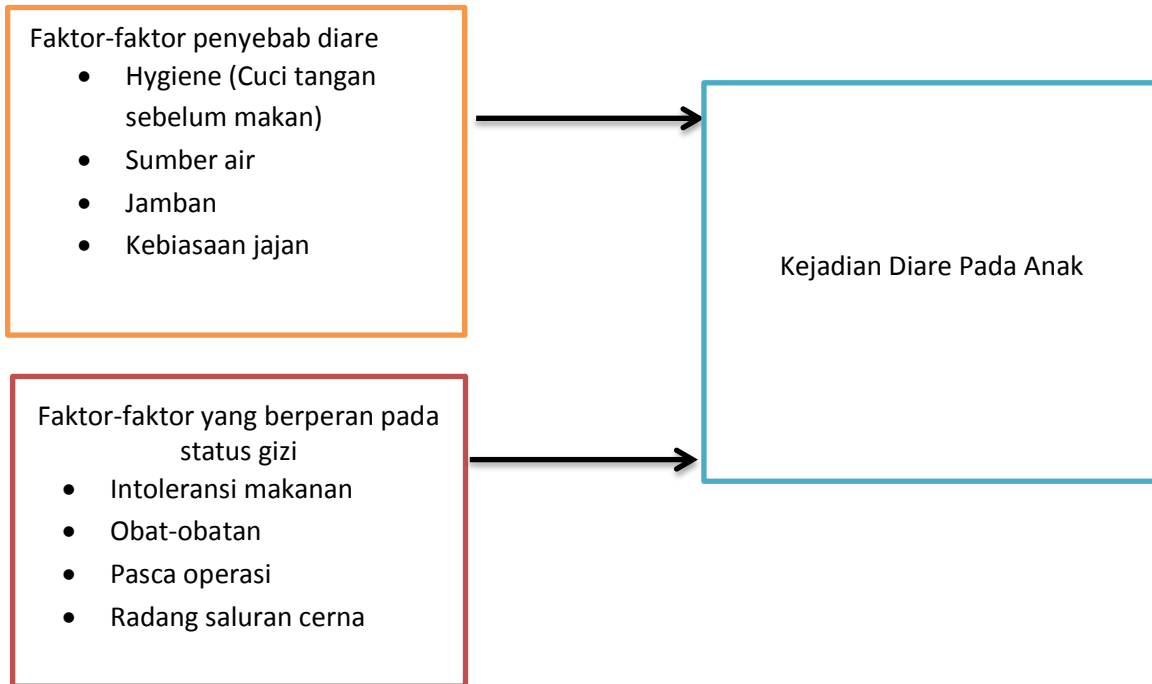 Faktor-faktor penyebab diare
• Hygiene (Cuci tangan
sebelum makan)
• Sumber air
• Jamban
• Kebiasaan jajan
Kejadian Diare Pada Anak
Faktor-faktor yang berperan pada
status gizi
• Intoleransi makanan
• Obat-obatan
• Pasca operasi
• Radang saluran cerna